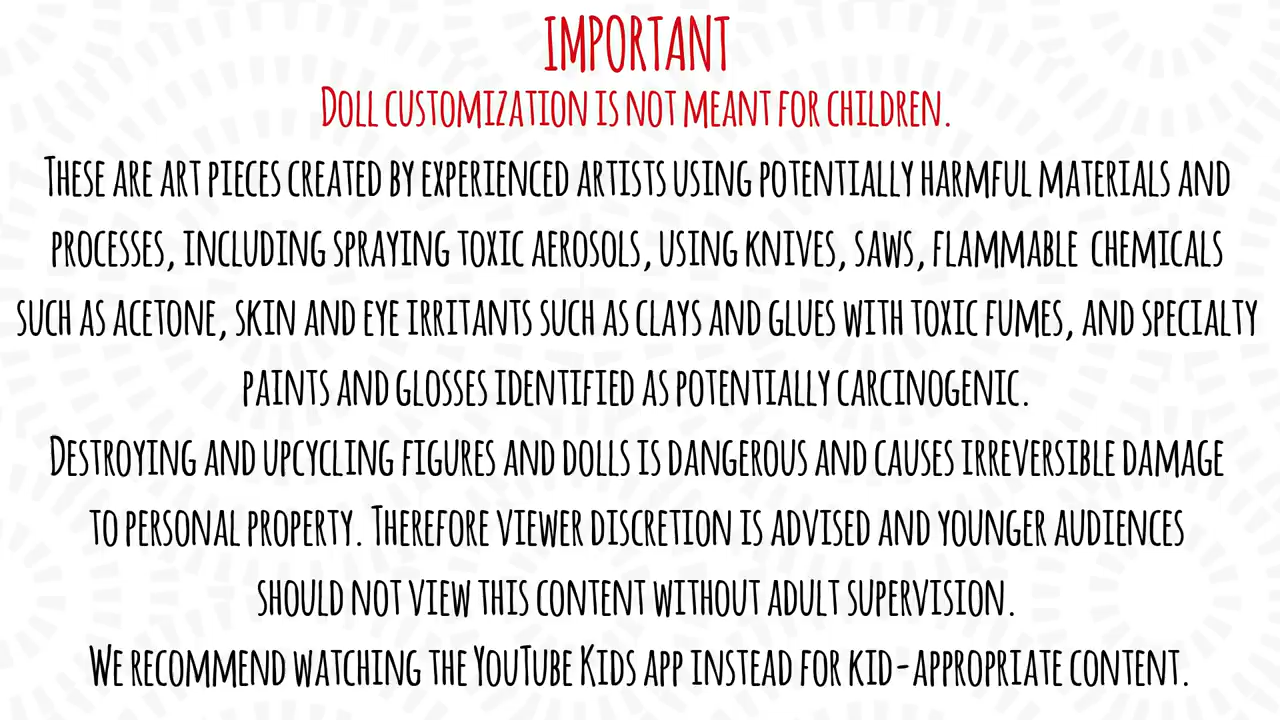 IMPORTANT
DOLL CUSTOMIZATION IS NOT MEANT FOR CHILDREN.
THESE ARE ART PIECES CREATED BY EXPERIENCED ARTISTS USING POTENTIALLY HARMFUL MATERIALS AND
PROCESSES, INCLUDING SPRAYING TOXIC AEROSOLS, USING KNIVES, SAWS, FLAMMABLE CHEMICALS
SUCH AS ACETONE, SKIN AND EYE IRRITANTS SUCH AS CLAYS AND GLUES WITH TOXIC FUMES, AND SPECIALTY
PAINTS AND GLOSSES IDENTIFIED AS POTENTIALLY CARCINOGENIC.
DESTROYING AND UPCYCLING FIGURES AND DOLLS IS DANGEROUS AND CAUSES IRREVERSIBLE DAMAGE
TO PERSONAL PROPERTY. THEREFORE VIEWER DISCRETION IS ADVISED AND YOUNGER AUDIENCES
SHOULD NOT VIEW THIS CONTENT WITHOUT ADULT SUPERVISION.
WE RECOMMEND WATCHING THE YOUTUBE KIDS APP INSTEAD FOR KID-APPROPRIATE CONTENT.